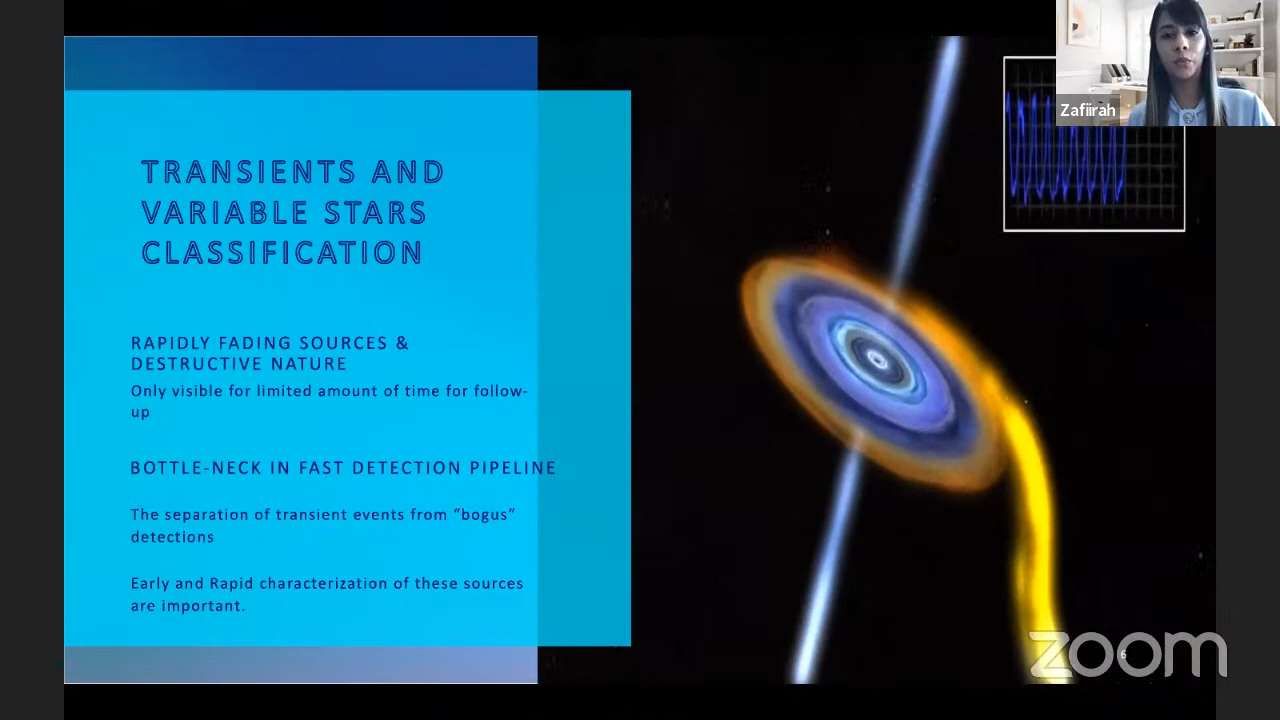 Zafiirah
TRANSIENTS AND
VARIABLE STARS
CLASSIFICATION
RAPIDLY FADING SOURCES &
DESTRUCTIVE NATURE
Only visible for limited amount of time for follow-
up
BOTTLE-NECK IN FAST DETECTION PIPELINE
The separation of transient events from “bogus”
detections
Early and Rapid characterization of these sources
are important.
6
zoom